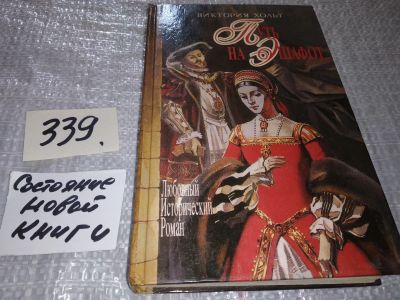 ВИКТОРИЯ ХОЛЬТ
Путь
на Эшафот
Любовный
Исторический
Роман
339.
Состояние
новой
книги